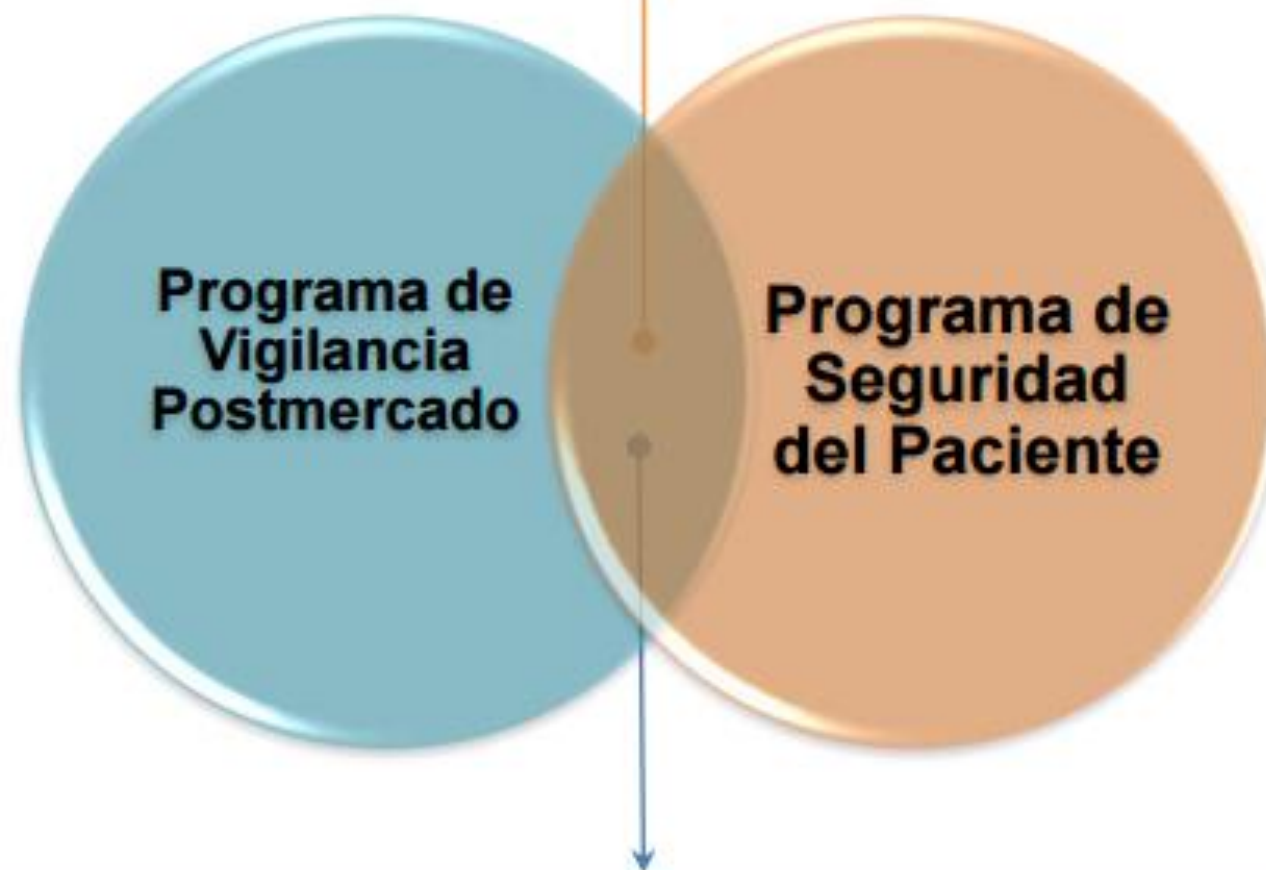 Programa de
Vigilancia
Postmercado
Programa de
Seguridad
del Paciente